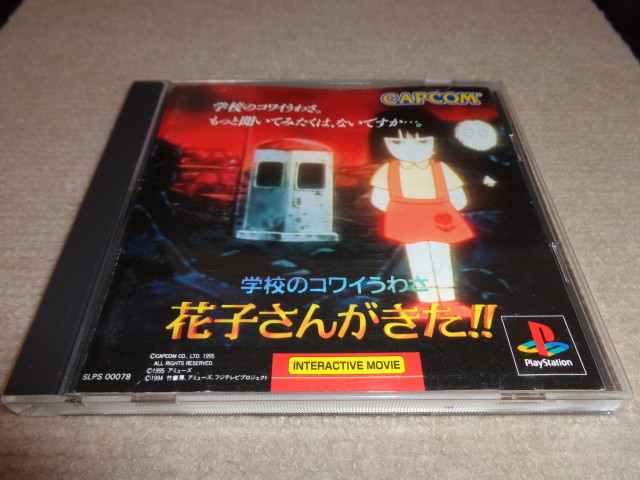 学校のコワイうわさ。
もっと聞いてみたくは、ないですか…。
CAPCOM
学校のコワイうわさ
花子さんがきた!!
INTERACTIVE MOVIE
PlayStation
©CAPCOM CO., LTD. 1995
ALL RIGHTS RESERVED.
©1995 アミューズ
©1994 竹書房、アミューズ、フジテレビプロジェクト
SLPS 00078